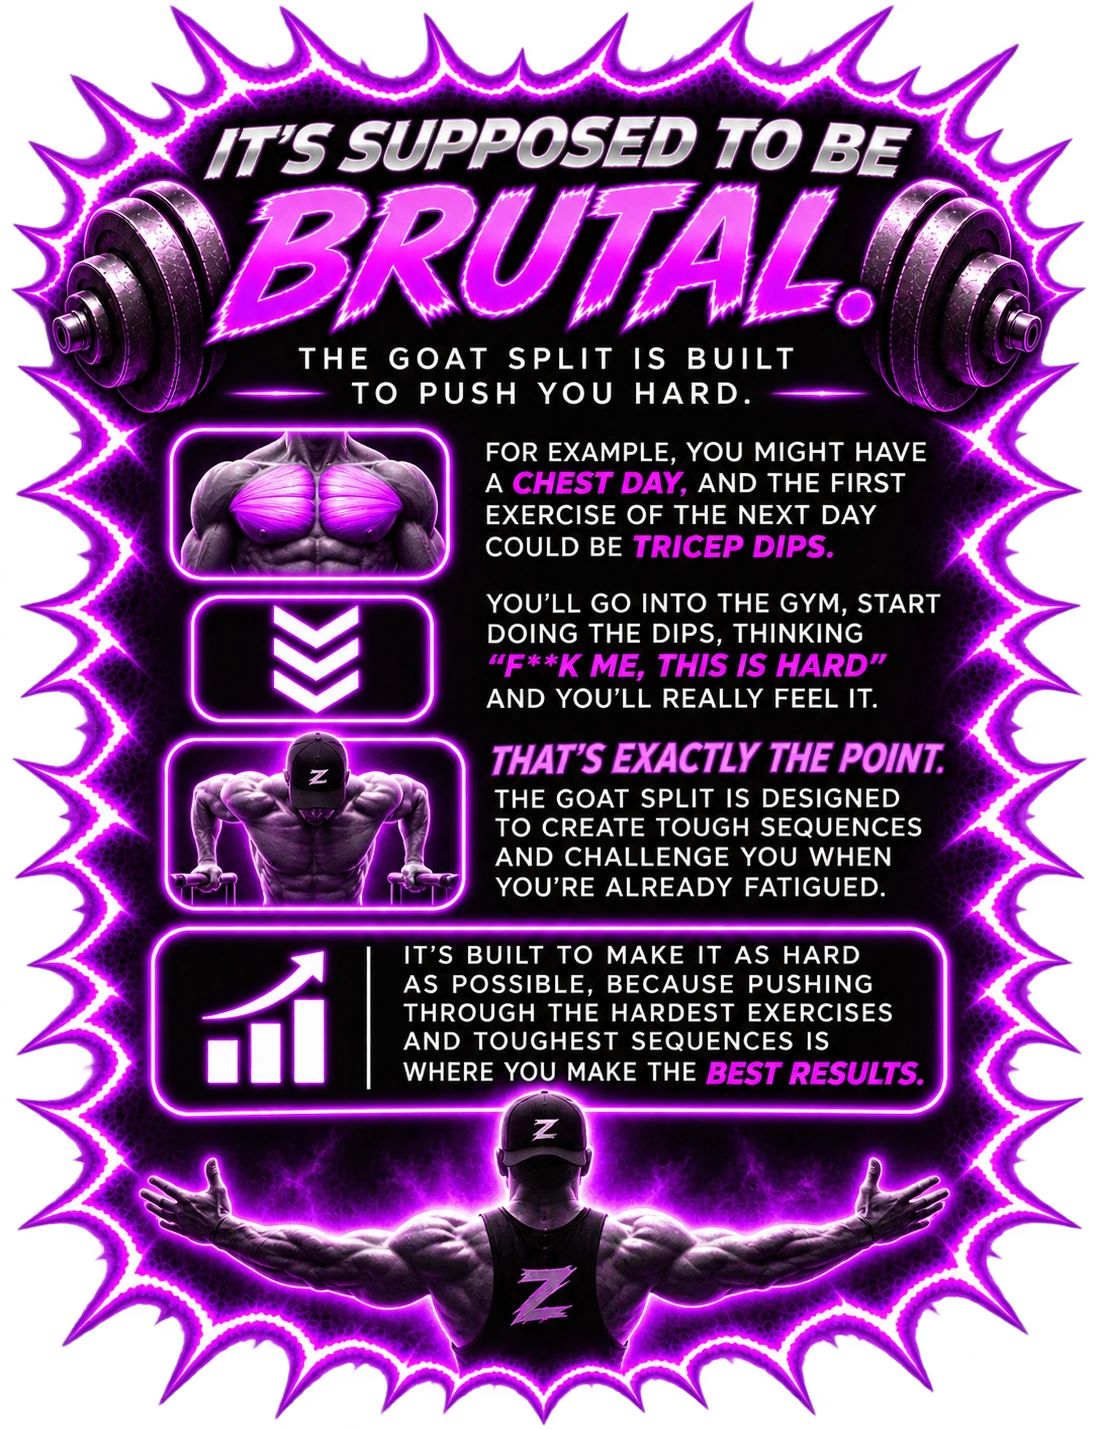 IT'S SUPPOSED TO BE
BRUTAL.
THE GOAT SPLIT IS BUILT
TO PUSH YOU HARD.
FOR EXAMPLE, YOU MIGHT HAVE
A CHEST DAY, AND THE FIRST
EXERCISE OF THE NEXT DAY
COULD BE TRICEP DIPS.
YOU'LL GO INTO THE GYM, START
DOING THE DIPS, THINKING
"F**K ME, THIS IS HARD"
AND YOU'LL REALLY FEEL IT.
Z
THAT'S EXACTLY THE POINT.
THE GOAT SPLIT IS DESIGNED
TO CREATE TOUGH SEQUENCES
AND CHALLENGE YOU WHEN
YOU'RE ALREADY FATIGUED.
IT'S BUILT TO MAKE IT AS HARD
AS POSSIBLE, BECAUSE PUSHING
THROUGH THE HARDEST EXERCISES
AND TOUGHEST SEQUENCES IS
WHERE YOU MAKE THE BEST RESULTS.
Z
Z